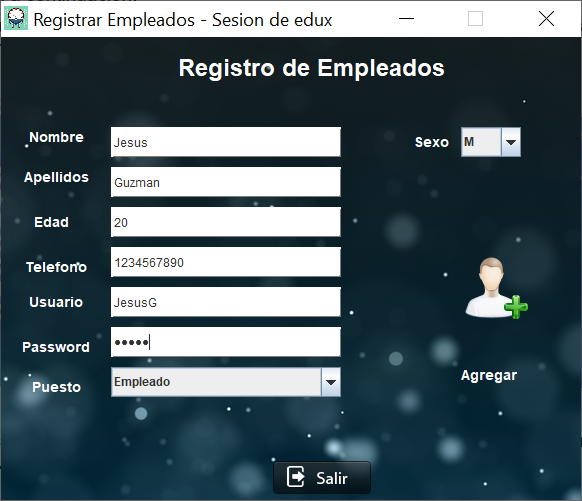 Registrar Empleados - Sesion de edux
Registro de Empleados
Nombre Jesus
Sexo M
Apellidos Guzman
Edad 20
Telefono 1234567890
Usuario JesusG
Password •••••
Puesto Empleado
Agregar
Salir